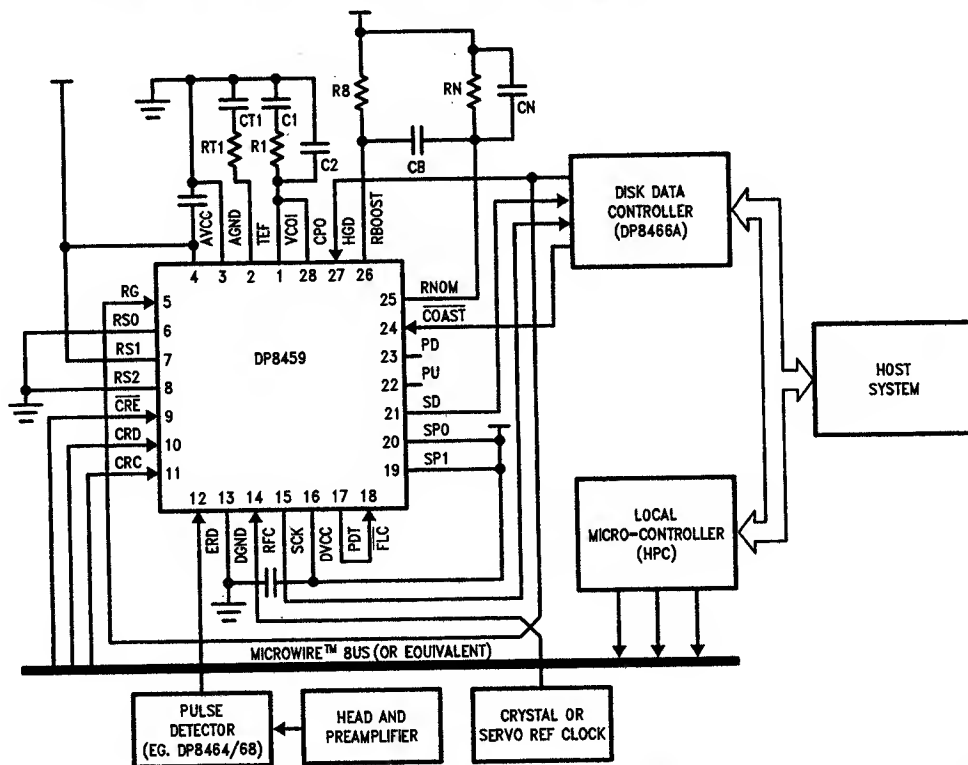 R8
RN
CN
CB
CT1
C1
RT1
R1
C2
AVCC
AGND
TEF
VCOI
CPO
HGD
RBOOST
4
3
2
1
28
27
26
RG
5
RS0
6
RS1
7
RS2
8
CRE
9
CRD
10
CRC
11
DP8459
25
RNOM
24
COAST
23
PD
22
PU
21
SD
20
SP0
19
SP1
12
13
14
15
16
17
18
ERD
DGND
RFC
SCK
DVCC
PDT
FLC
DISK DATA
CONTROLLER
(DP8466A)
HOST
SYSTEM
LOCAL
MICRO-CONTROLLER
(HPC)
MICROWIRE™ 8US (OR EQUIVALENT)
PULSE
DETECTOR
(EG. DP8464/68)
HEAD AND
PREAMPLIFIER
CRYSTAL OR
SERVO REF CLOCK